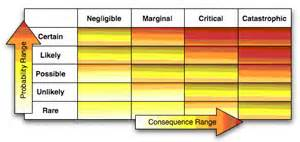 Negligible Marginal Critical Catastrophic
Certain
Likely
Possible
Unlikely
Rare
Probability Range
Consequence Range